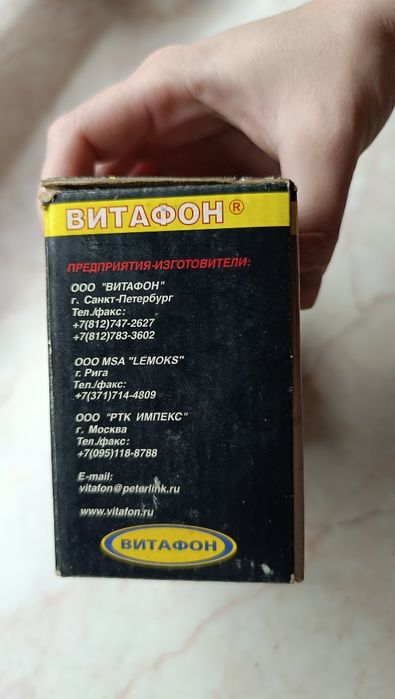 ВИТАФОН ®
ПРЕДПРИЯТИЯ-ИЗГОТОВИТЕЛИ:
ООО "ВИТАФОН"
г. Санкт-Петербург
Тел./факс:
+7(812)747-2627
+7(812)783-3602
ООО MSA "LEMOKS"
г. Рига
Тел./факс:
+7(371)714-4809
ООО "РТК ИМПЕКС"
г. Москва
Тел./факс:
+7(095)118-8788
E-mail:
vitafon@peterlink.ru
www.vitafon.ru
ВИТАФОН